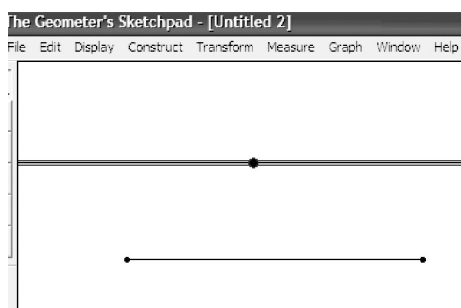 The Geometer's Sketchpad - [Untitled 2]
File Edit Display Construct Transform Measure Graph Window Help